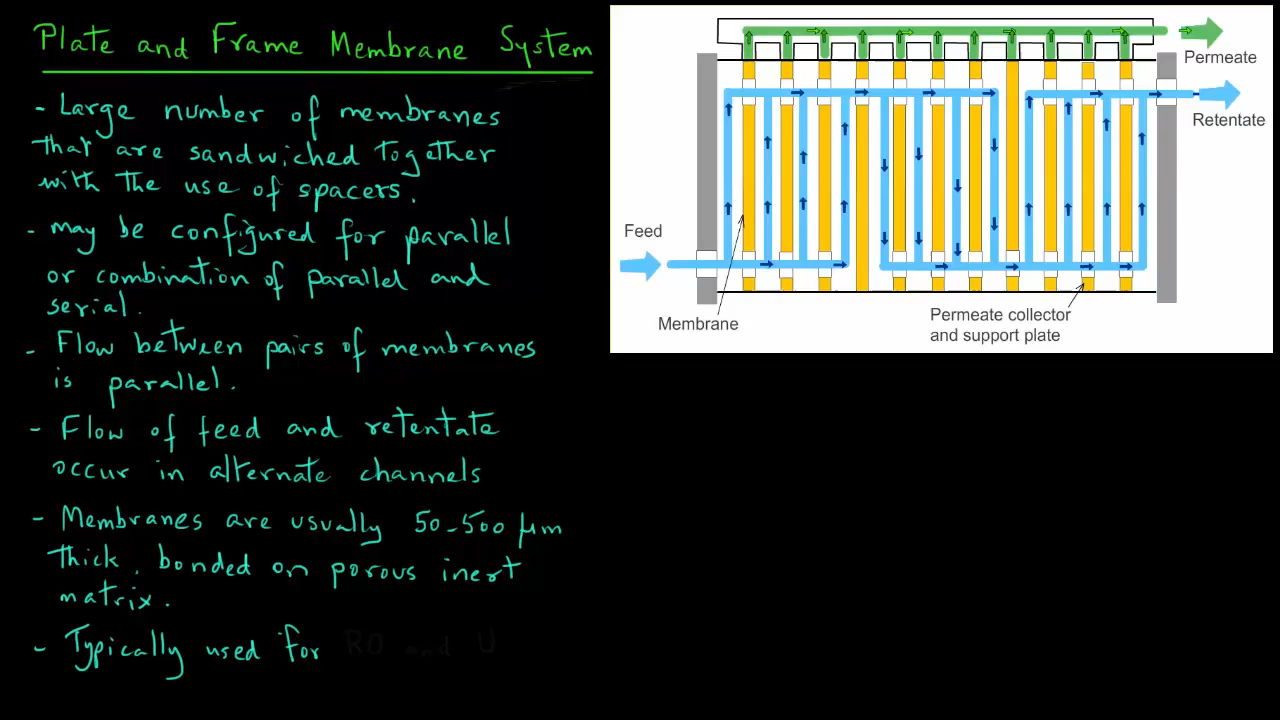 Plate and Frame Membrane System
- Large number of membranes
that are sandwiched together
with the use of spacers.
- may be configured for parallel
or combination of parallel and
serial.
- Flow between pairs of membranes
is parallel.
- Flow of feed and retentate
occur in alternate channels
- Membranes are usually 50-500 μm
thick, bonded on porous inert
matrix.
- Typically used for RO and U
Permeate
Retentate
Feed
Membrane
Permeate collector
and support plate